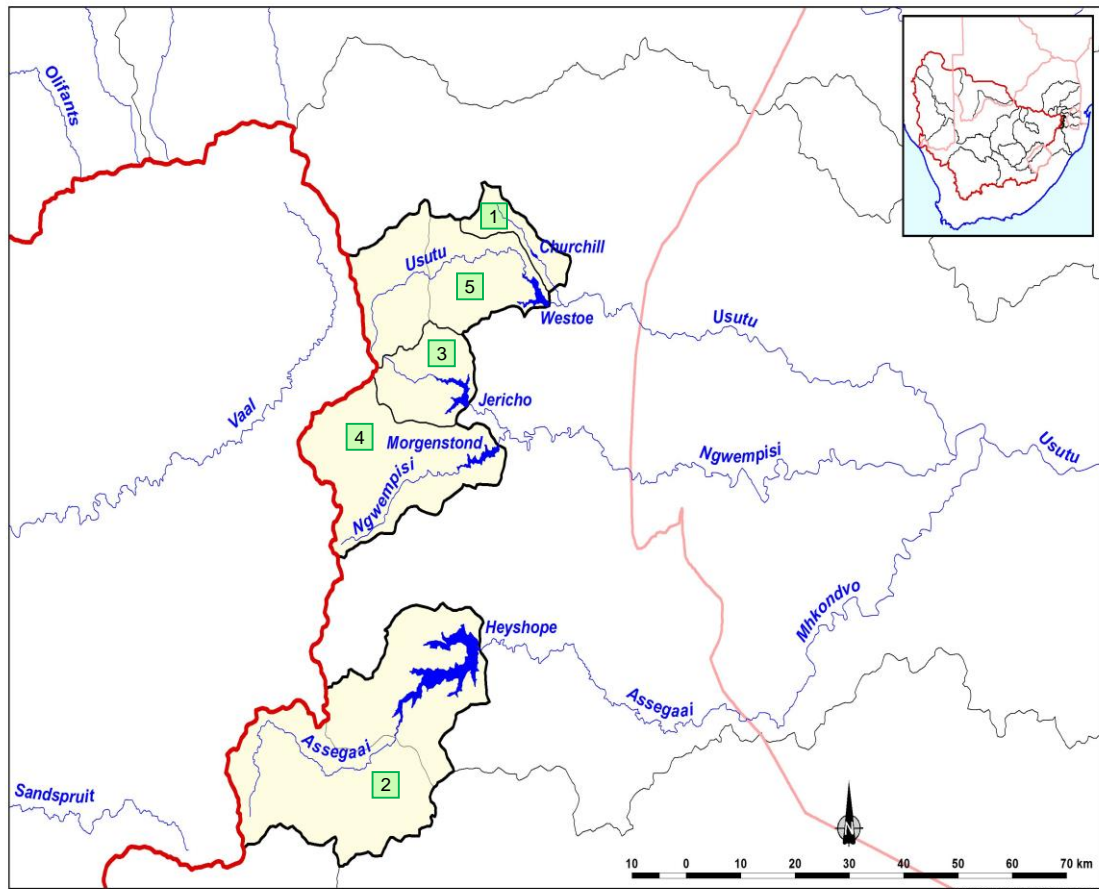 Olifants
1
Churchill
Usutu
5
Westoe
Usutu
3
Jericho
Vaal
4
Morgenstond
Ngwempisi
Usutu
Ngwempisi
Mhkondvo
Heyshope
Assegaai
Assegaai
2
Sandspruit
N
10 0 10 20 30 40 50 60 70 km